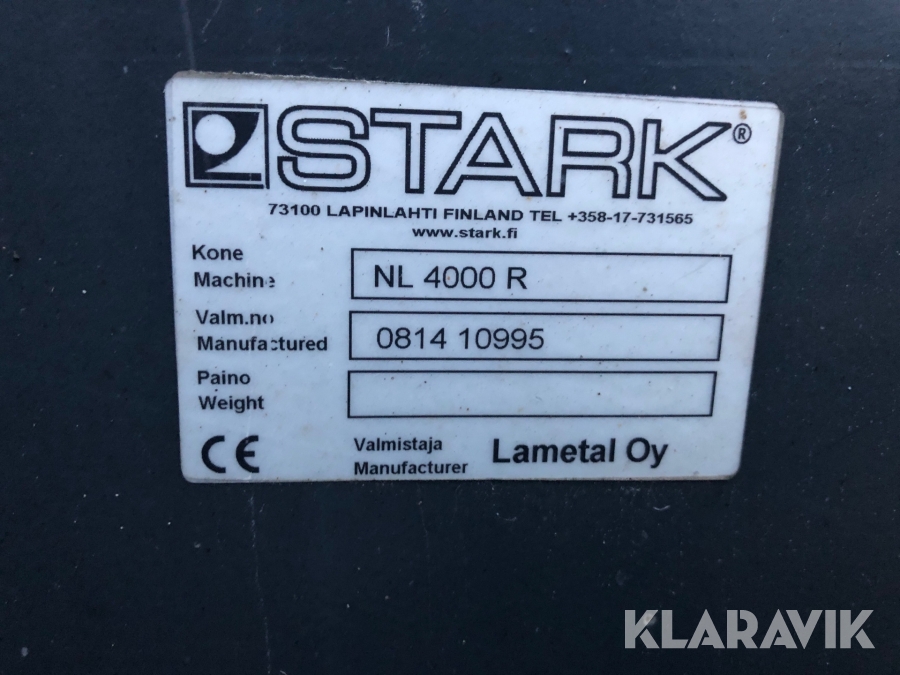 STARK®
73100 LAPINLAHTI FINLAND TEL +358-17-731565
www.stark.fi
Kone
Machine
NL 4000 R
Valm.no
Manufactured
0814 10995
Paino
Weight
CE
Valmistaja
Manufacturer
Lametal Oy
KLARAVIK